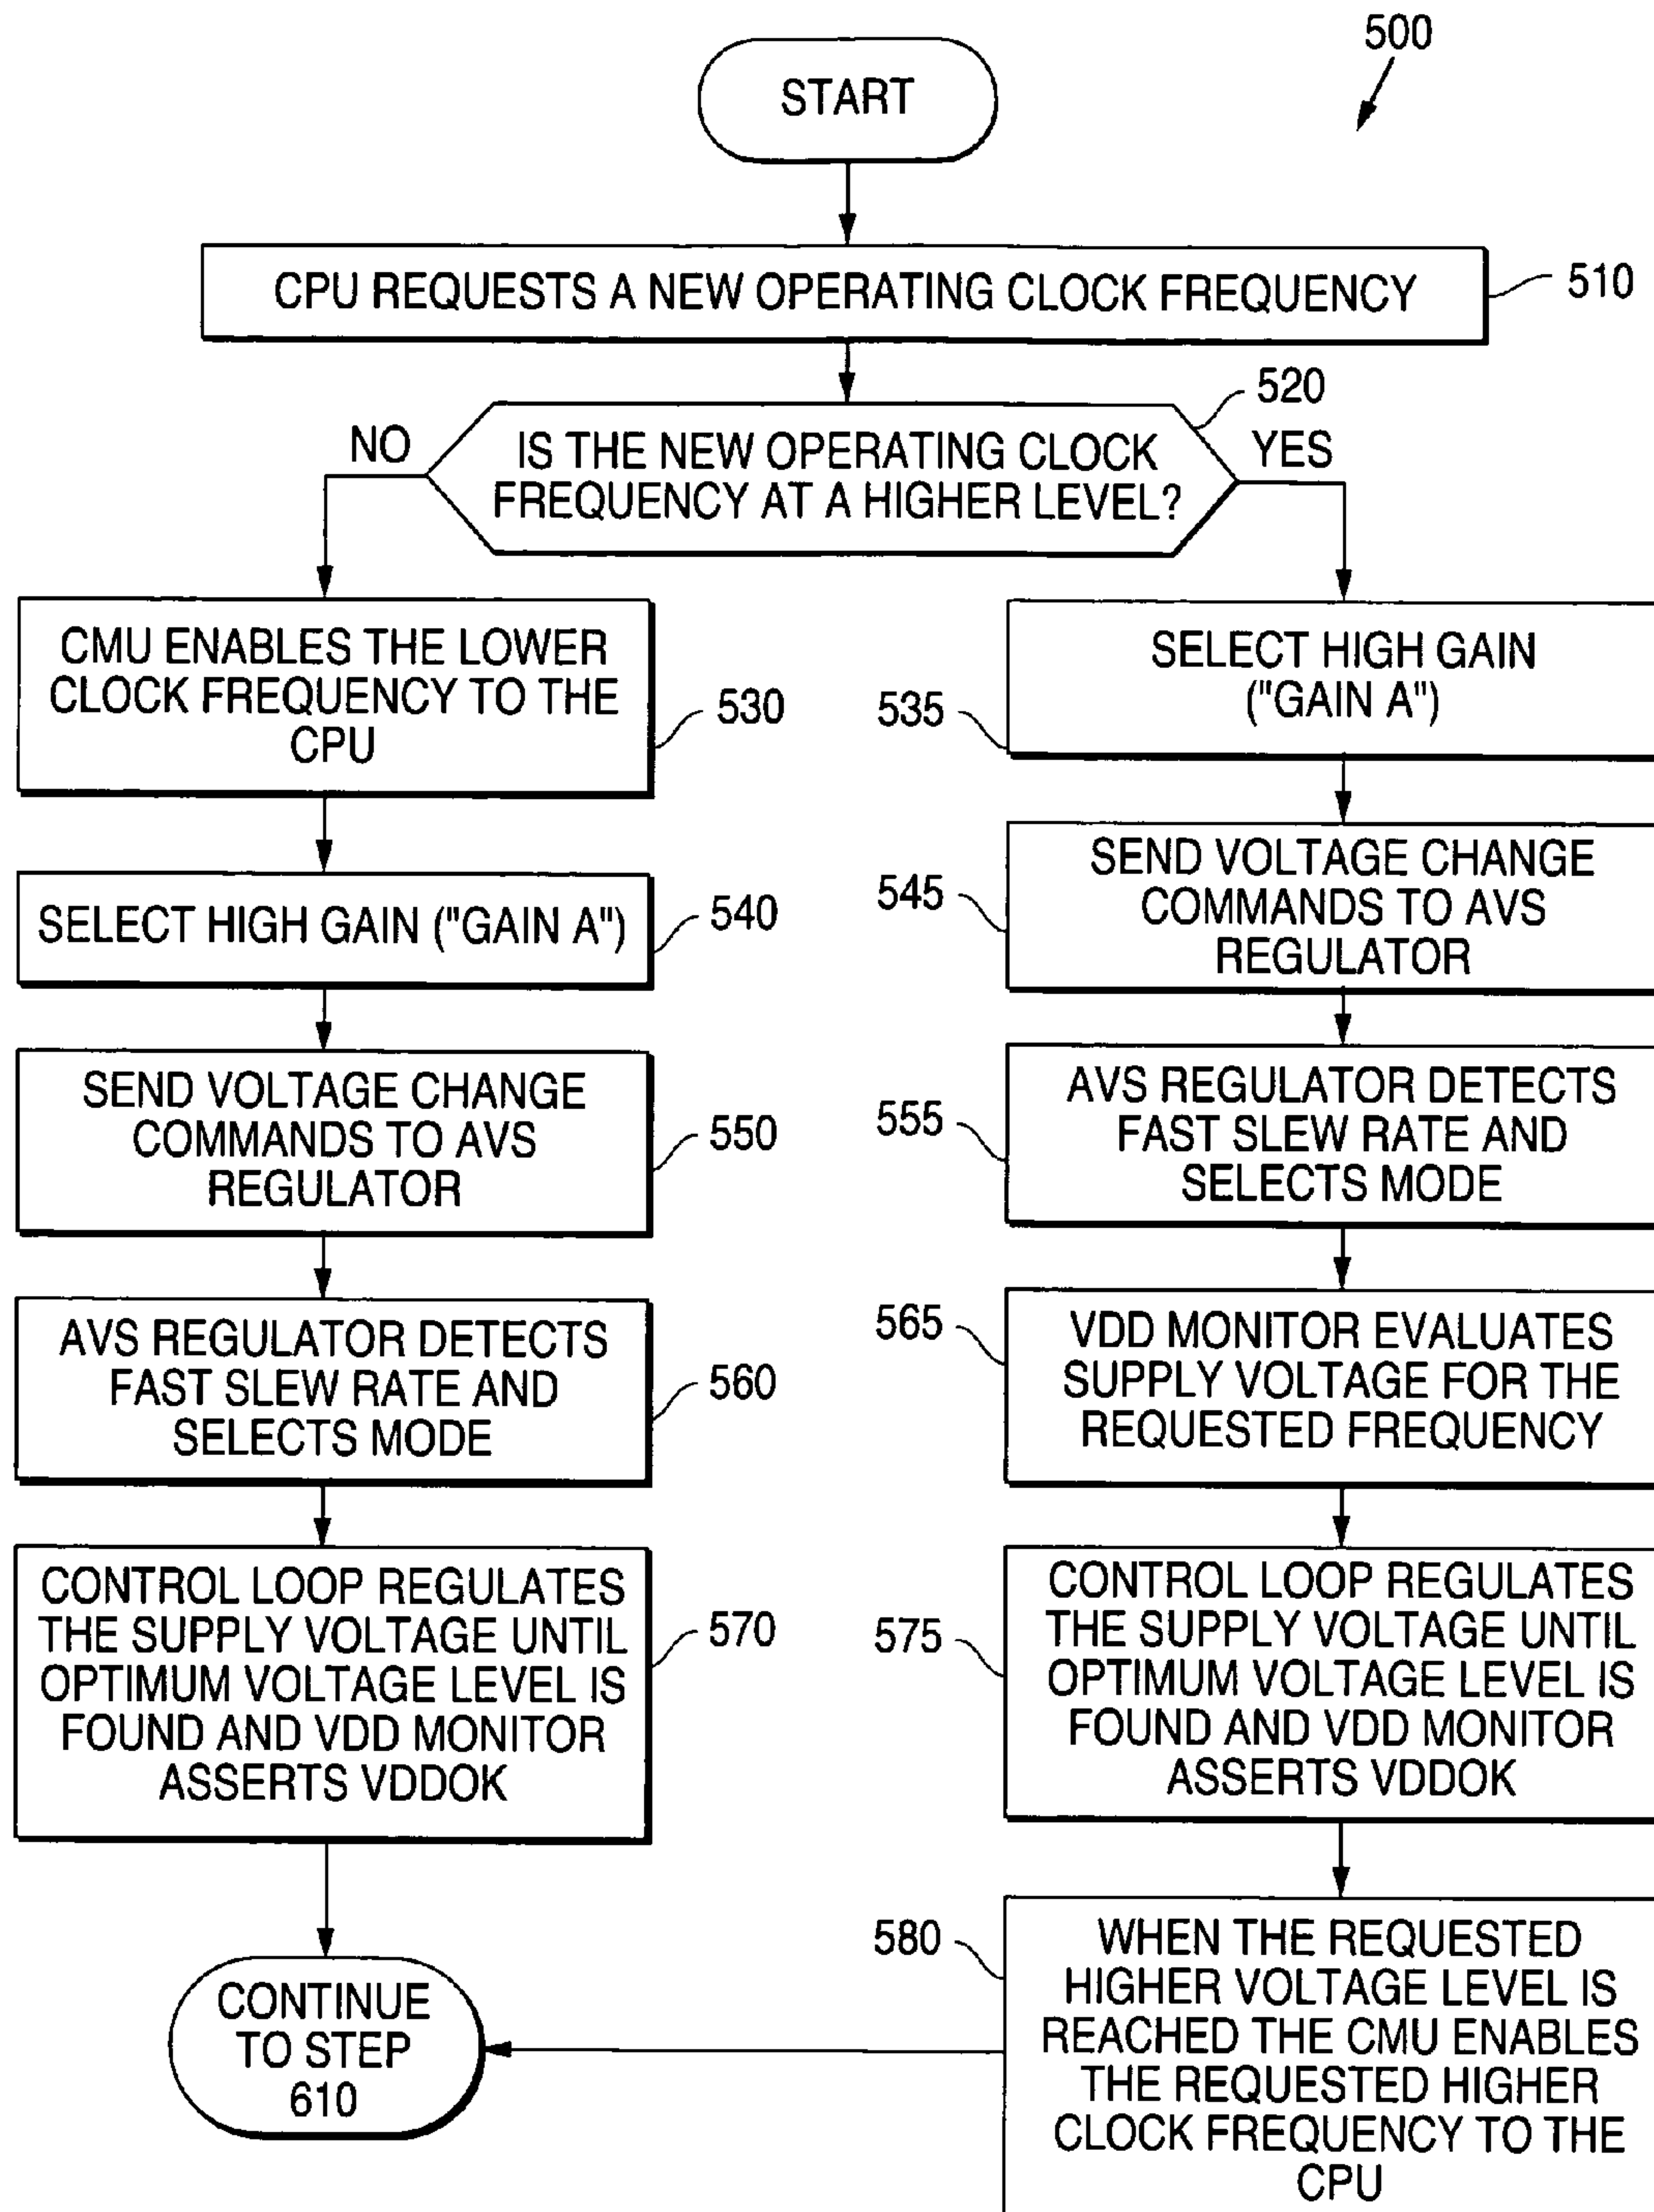 500
START
CPU REQUESTS A NEW OPERATING CLOCK FREQUENCY
510
520
NO
IS THE NEW OPERATING CLOCK
FREQUENCY AT A HIGHER LEVEL?
YES
CMU ENABLES THE LOWER
CLOCK FREQUENCY TO THE
CPU
530
SELECT HIGH GAIN ("GAIN A")
540
SEND VOLTAGE CHANGE
COMMANDS TO AVS
REGULATOR
550
AVS REGULATOR DETECTS
FAST SLEW RATE AND
SELECTS MODE
560
CONTROL LOOP REGULATES
THE SUPPLY VOLTAGE UNTIL
OPTIMUM VOLTAGE LEVEL IS
FOUND AND VDD MONITOR
ASSERTS VDDOK
570
CONTINUE
TO STEP
610
535
SELECT HIGH GAIN
("GAIN A")
545
SEND VOLTAGE CHANGE
COMMANDS TO AVS
REGULATOR
555
AVS REGULATOR DETECTS
FAST SLEW RATE AND
SELECTS MODE
565
VDD MONITOR EVALUATES
SUPPLY VOLTAGE FOR THE
REQUESTED FREQUENCY
575
CONTROL LOOP REGULATES
THE SUPPLY VOLTAGE UNTIL
OPTIMUM VOLTAGE LEVEL IS
FOUND AND VDD MONITOR
ASSERTS VDDOK
580
WHEN THE REQUESTED
HIGHER VOLTAGE LEVEL IS
REACHED THE CMU ENABLES
THE REQUESTED HIGHER
CLOCK FREQUENCY TO THE
CPU